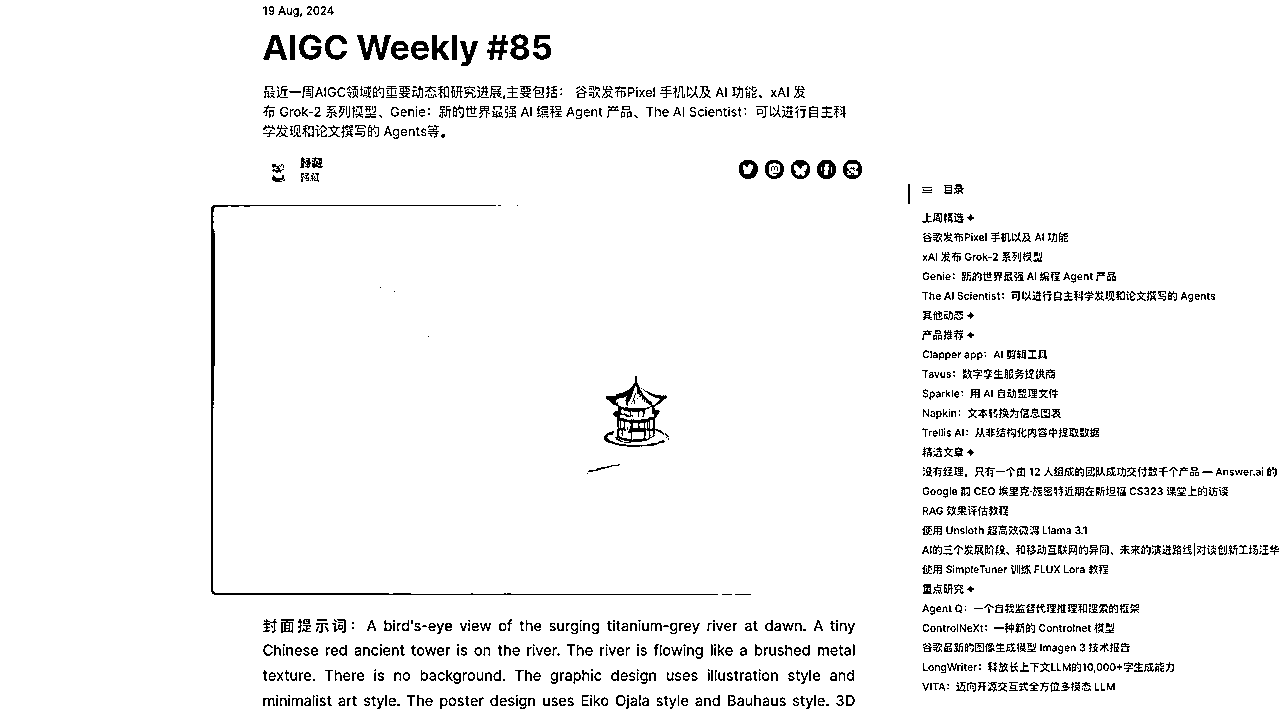 19 Aug, 2024
AIGC Weekly #85
最近一周AIGC领域的重要动态和研究进展,主要包括： 谷歌发布Pixel 手机以及 AI 功能、xAI 发
布 Grok-2 系列模型、Genie：新的世界最强 AI 编程 Agent 产品、The AI Scientist：可以进行自主科
学发现和论文撰写的 Agents等。
目录
上周精选 ✦
谷歌发布Pixel 手机以及 AI 功能
xAI 发布 Grok-2 系列模型
Genie：新的世界最强 AI 编程 Agent 产品
The AI Scientist：可以进行自主科学发现和论文撰写的 Agents
其他动态 ✦
产品推荐 ✦
Clapper app：AI 剪辑工具
Tavus：数字孪生服务提供商
Sparkle：用 AI 自动整理文件
Napkin：文本转换为信息图表
Trellis AI：从非结构化内容中提取数据
精选文章 ✦
没有经理，只有一个由 12 人组成的团队成功交付数千个产品 — Answer.ai 的
Google 前 CEO 埃里克·施密特近期在斯坦福 CS323 课堂上的访谈
RAG 效果评估教程
使用 Unsloth 超高效微调 Llama 3.1
AI的三个发展阶段、和移动互联网的异同、未来的演进路线|对谈创新工场汪华
使用 SimpleTuner 训练 FLUX Lora 教程
重点研究 ✦
Agent Q：一个自我监督代理推理和搜索的框架
ControlNeXt：一种新的 Controlnet 模型
谷歌最新的图像生成模型 Imagen 3 技术报告
LongWriter：释放长上下文LLM的10,000+字生成能力
VITA：迈向开源交互式全方位多模态 LLM
封面提示词：A bird's-eye view of the surging titanium-grey river at dawn. A tiny
Chinese red ancient tower is on the river. The river is flowing like a brushed metal
texture. There is no background. The graphic design uses illustration style and
minimalist art style. The poster design uses Eiko Ojala style and Bauhaus style. 3D